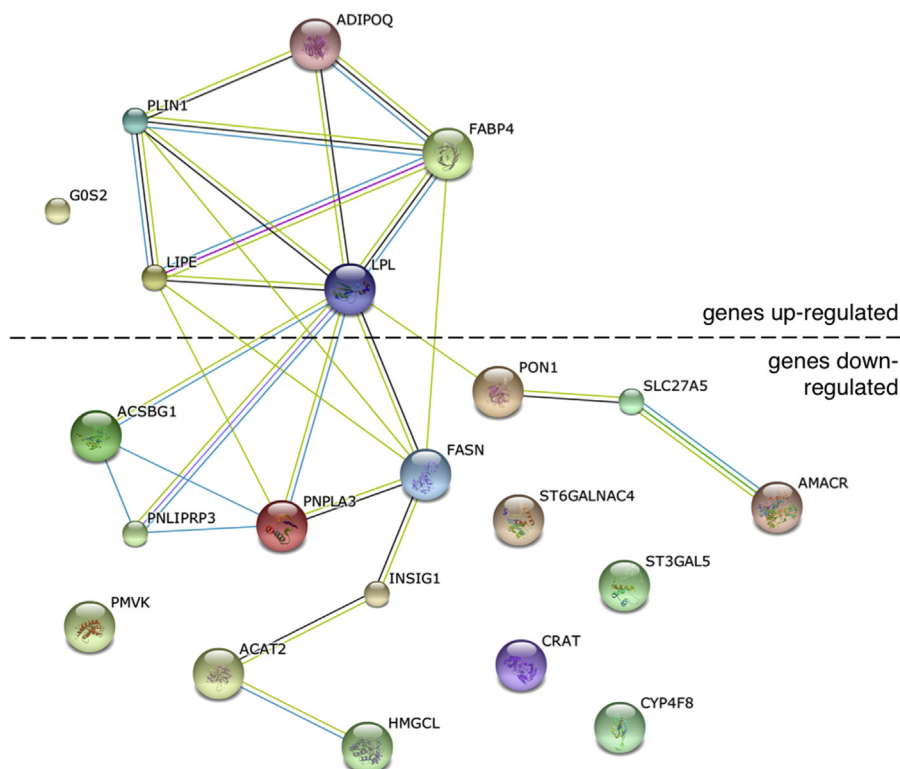 ADIPOQ
PLIN1
FABP4
G0S2
LIPE
LPL
genes up-regulated
genes down-
regulated
PON1
SLC27A5
ACSBG1
FASN
AMACR
PNPLA3
ST6GALNAC4
PNLIPRP3
ST3GAL5
INSIG1
PMVK
ACAT2
CRAT
CYP4F8
HMGCL